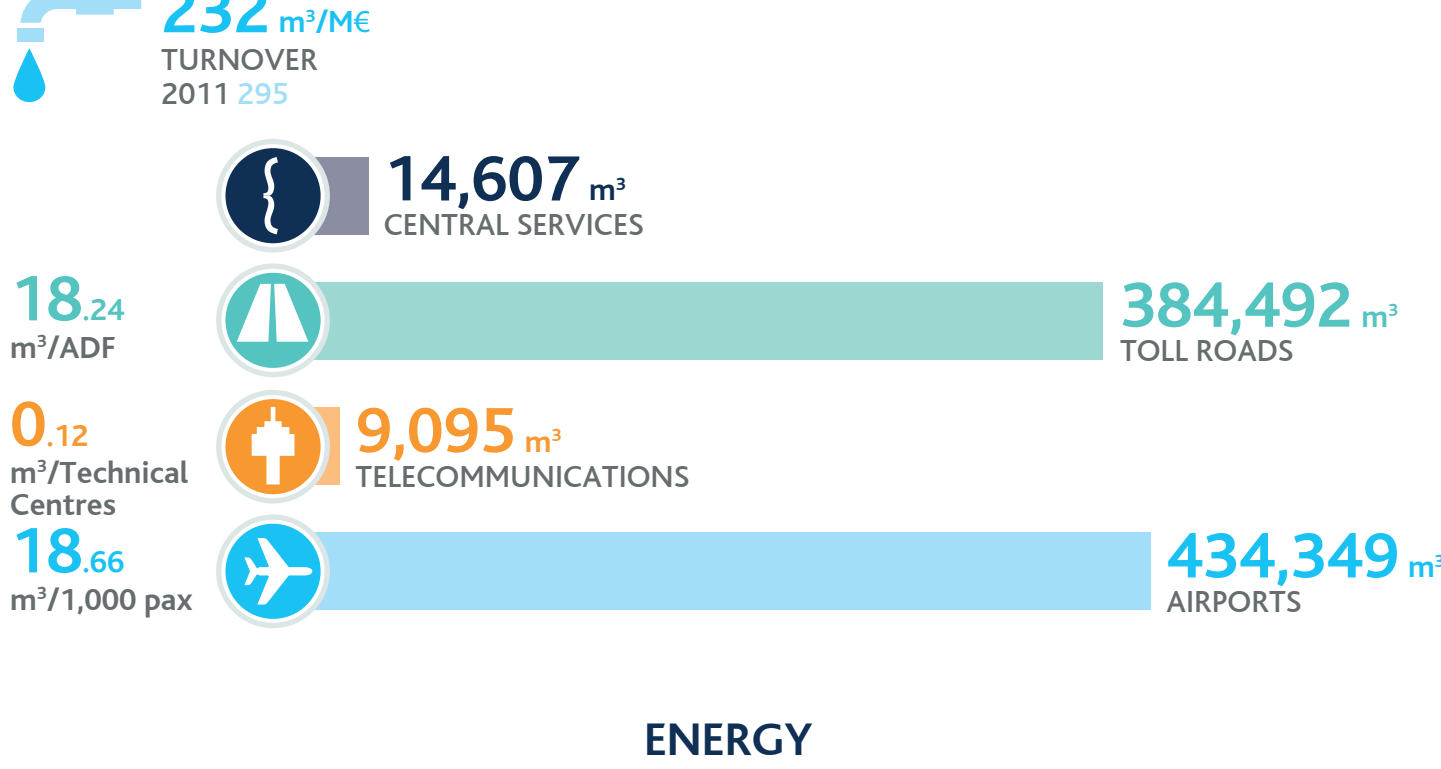 232 m³/M€
TURNOVER
2011 295
14,607 m³
CENTRAL SERVICES
18.24
m³/ADF
384,492 m³
TOLL ROADS
0.12
m³/Technical
Centres
9,095 m³
TELECOMMUNICATIONS
18.66
m³/1,000 pax
434,349 m³
AIRPORTS
ENERGY